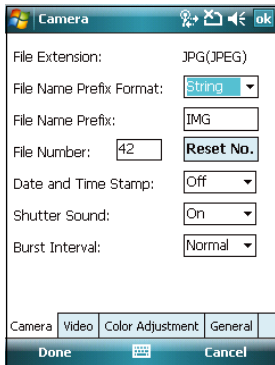 Camera ok
File Extension: JPG(JPEG)
File Name Prefix Format: String
File Name Prefix: IMG
File Number: 42 Reset No.
Date and Time Stamp: Off
Shutter Sound: On
Burst Interval: Normal
Camera Video Color Adjustment General
Done Cancel